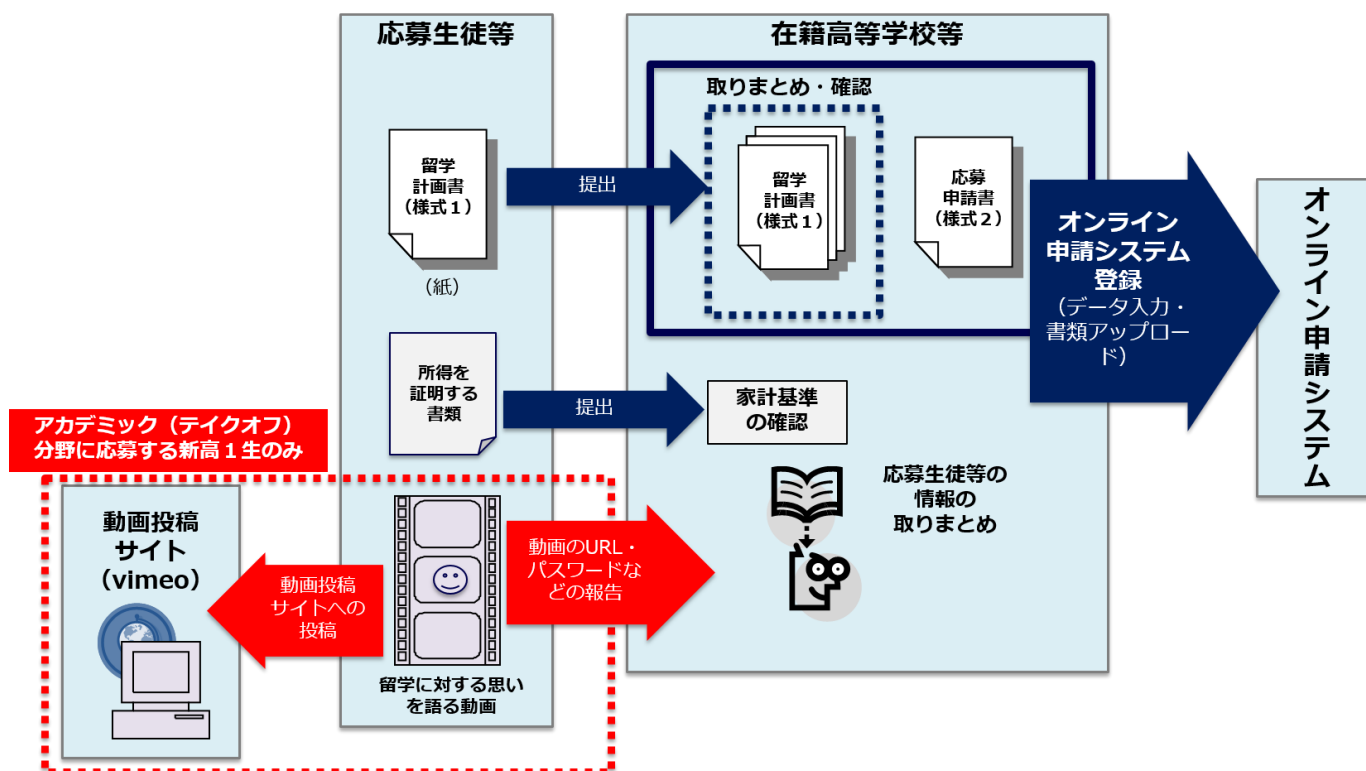 応募生徒等
在籍高等学校等
取りまとめ・確認
留学
計画書
（様式１）
（紙）
提出
留学
計画書
（様式１）
応募
申請書
（様式２）
オンライン
申請システム
登録
（データ入力・
書類アップロー
ド）
オンライン申請システム
所得を
証明する
書類
提出
家計基準
の確認
アカデミック（テイクオフ）
分野に応募する新高１生のみ
動画投稿
サイト
（vimeo）
動画投稿
サイトへの
投稿
動画のURL・
パスワードな
どの報告
応募生徒等の
情報の
取りまとめ
留学に対する思い
を語る動画